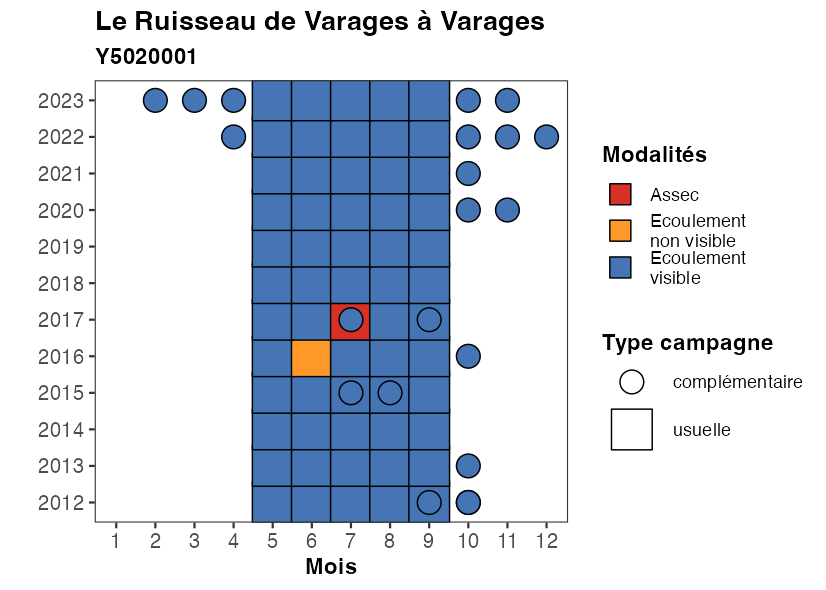 Le Ruisseau de Varages à Varages
Y5020001
2023
2022
2021
2020
2019
2018
2017
2016
2015
2014
2013
2012
1 2 3 4 5 6 7 8 9 10 11 12
Mois
Modalités
Assec
Ecoulement
non visible
Ecoulement
visible
Type campagne
complémentaire
usuelle